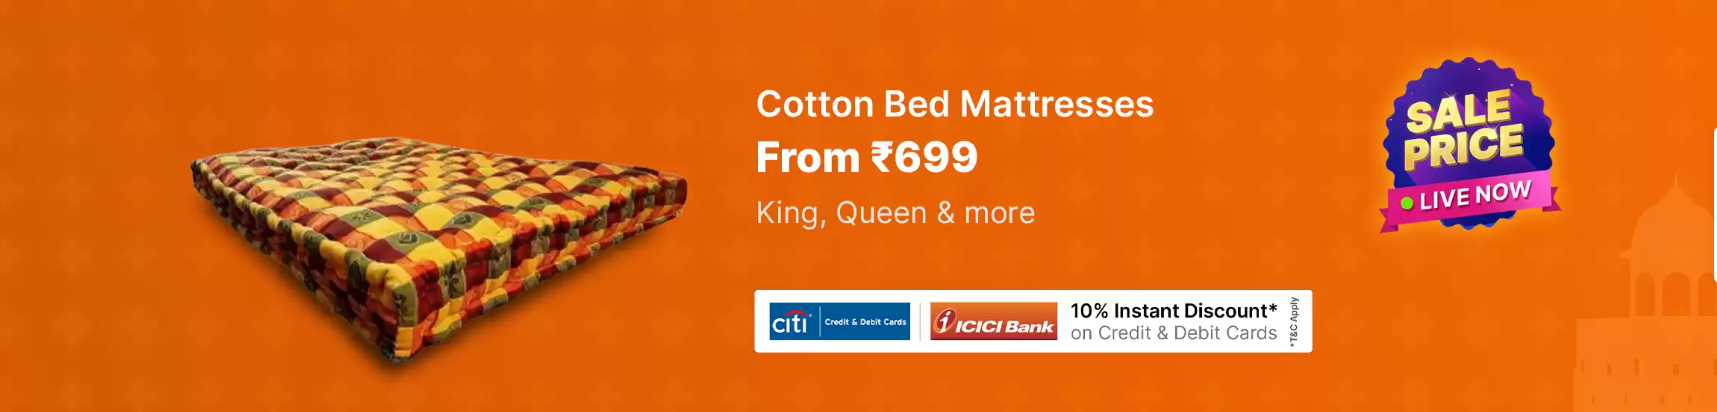 Cotton Bed Mattresses
From ₹699
King, Queen & more
SALE
PRICE
LIVE NOW
citi
Credit & Debit Cards
i ICICI Bank
10% Instant Discount*
on Credit & Debit Cards
*T&C Apply